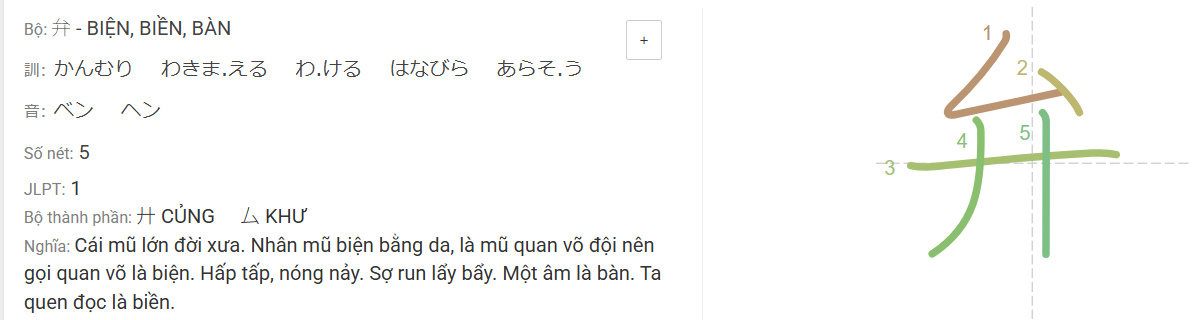 Bộ: 弁 - BIỆN, BIỀN, BÀN
+
訓: かんむり わきま.える わ.ける はなびら あらそ.う
音: ベン ヘン
Số nét: 5
JLPT: 1
Bộ thành phần: 廾 CỦNG 厶 KHƯ
Nghĩa: Cái mũ lớn đời xưa. Nhân mũ biện bằng da, là mũ quan võ đội nên
gọi quan võ là biện. Hấp tấp, nóng nảy. Sợ run lẩy bẩy. Một âm là bàn. Ta
quen đọc là biền.
弁
1
2
3
4
5